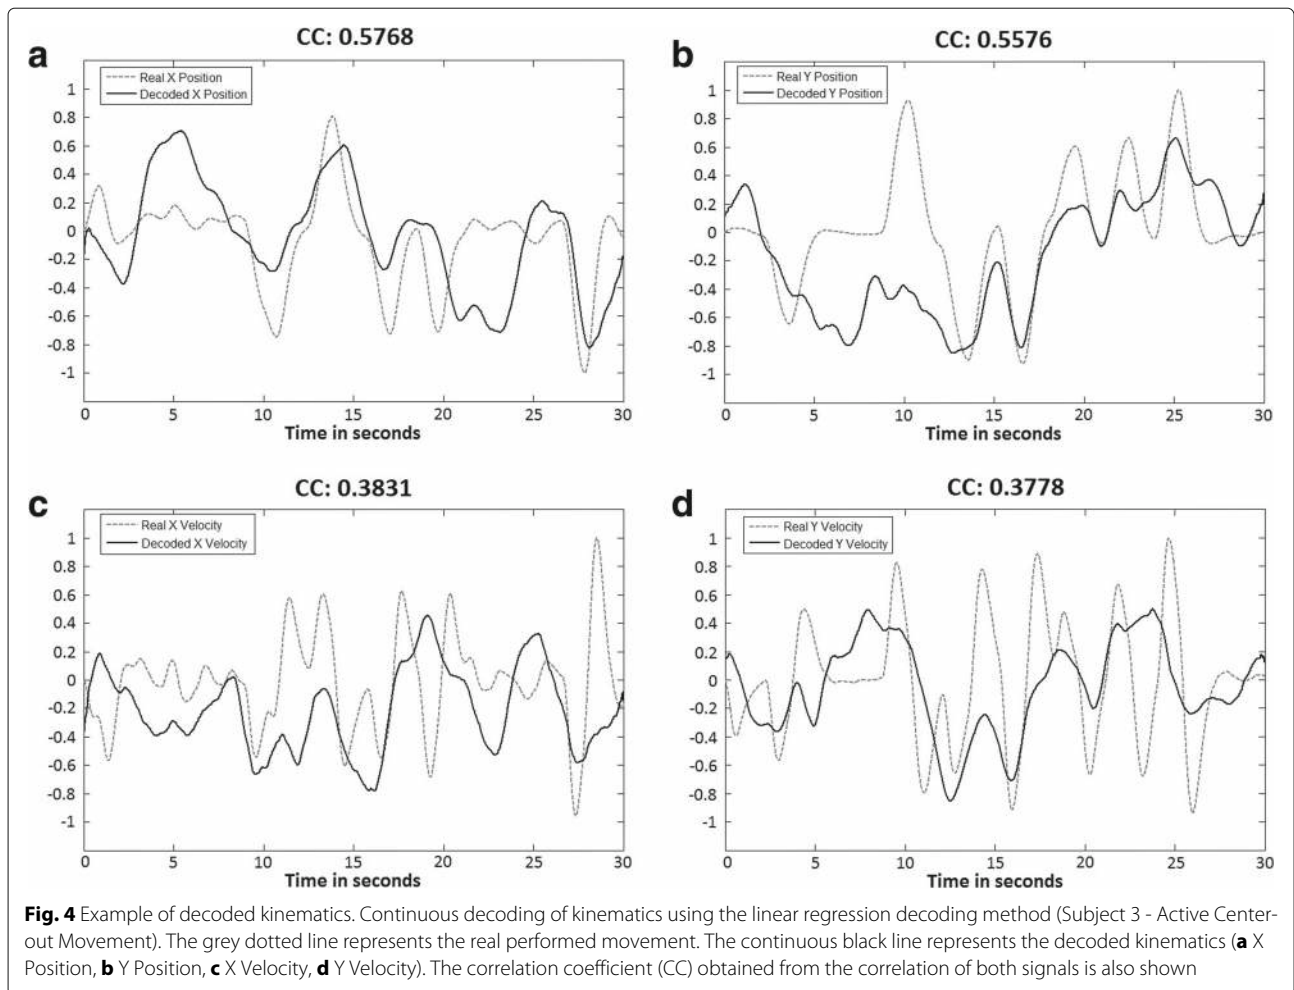 CC: 0.5768
a
Real X Position
Decoded X Position
1
0.8
0.6
0.4
0.2
0
-0.2
-0.4
-0.6
-0.8
-1
0 5 10 15 20 25 30
Time in seconds
CC: 0.5576
b
Real Y Position
Decoded Y Position
1
0.8
0.6
0.4
0.2
0
-0.2
-0.4
-0.6
-0.8
-1
0 5 10 15 20 25 30
Time in seconds
CC: 0.3831
c
Real X Velocity
Decoded X Velocity
1
0.8
0.6
0.4
0.2
0
-0.2
-0.4
-0.6
-0.8
-1
0 5 10 15 20 25 30
Time in seconds
CC: 0.3778
d
Real Y Velocity
Decoded Y Velocity
1
0.8
0.6
0.4
0.2
0
-0.2
-0.4
-0.6
-0.8
-1
0 5 10 15 20 25 30
Time in seconds
Fig. 4 Example of decoded kinematics. Continuous decoding of kinematics using the linear regression decoding method (Subject 3 - Active Center-
out Movement). The grey dotted line represents the real performed movement. The continuous black line represents the decoded kinematics (a X
Position, b Y Position, c X Velocity, d Y Velocity). The correlation coefficient (CC) obtained from the correlation of both signals is also shown